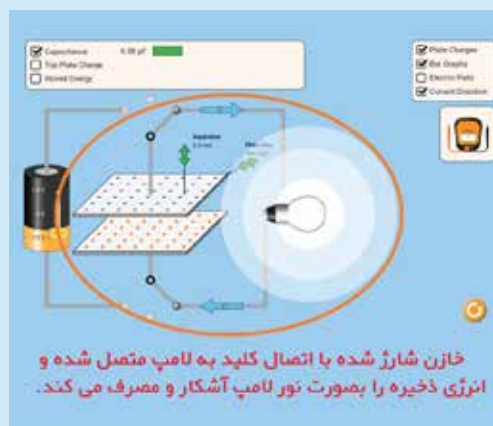 Capacitance
Top Plate Charge
Stored Energy
Plate Charges
Bar Graphs
Electric Field
Current Direction
Separation
خازن شارژ شده با اتصال کلید به لامپ متصل شده و
انرژی ذخیره را بصورت نور لامپ آشکار و مصرف می کند.